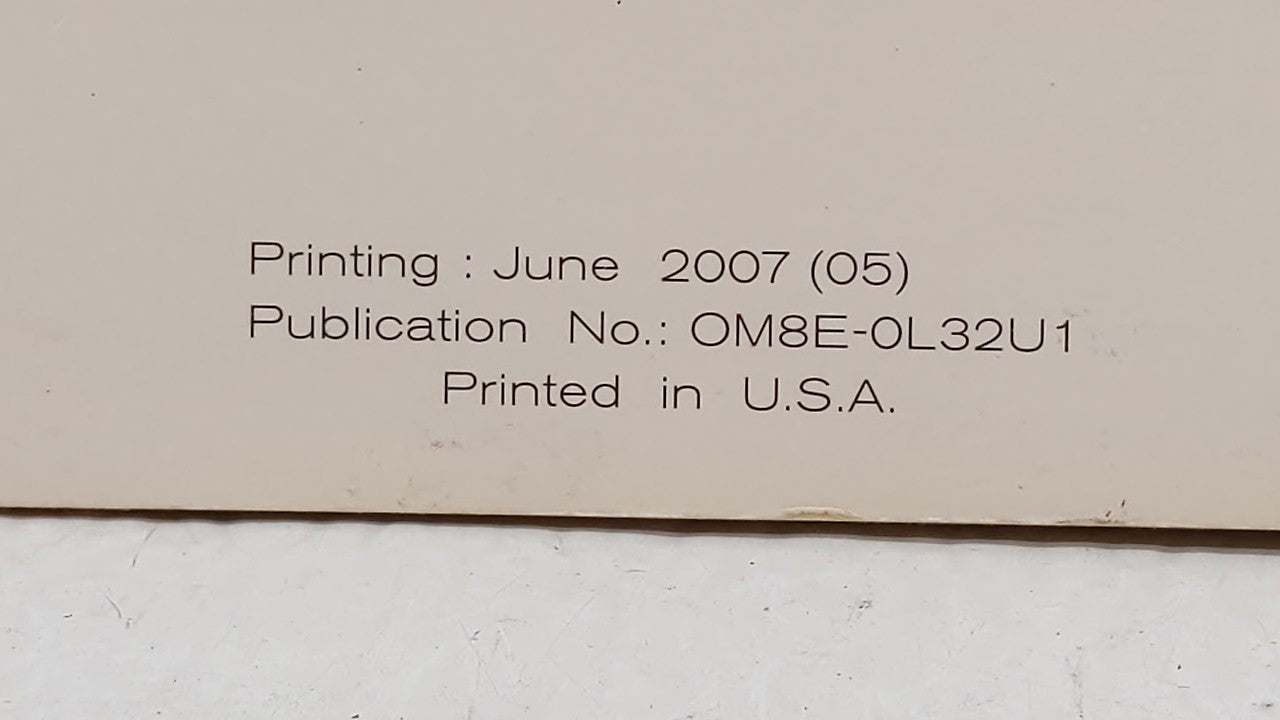 Printing : June 2007 (05)
Publication No.: OM8E-0L32U1
Printed in U.S.A.